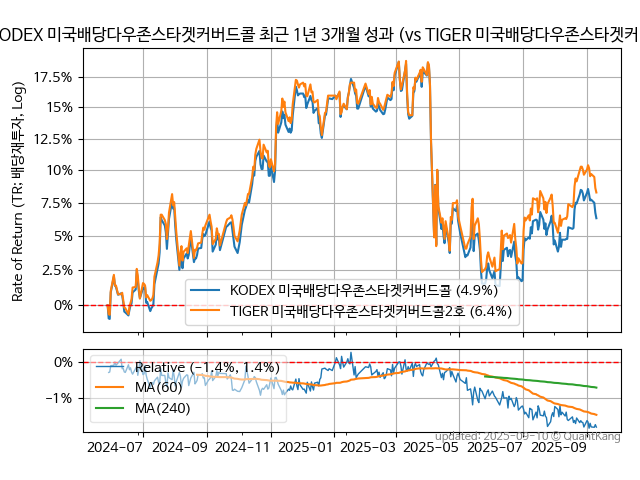 ODEX 미국배당다우존스타겟커버드콜 최근 1년 3개월 성과 (vs TIGER 미국배당다우존스타겟커
Rate of Return (TR: 배당재투자, Log)
17.5%
15%
12.5%
10%
7.5%
5%
2.5%
0%
KODEX 미국배당다우존스타겟커버드콜 (4.9%)
TIGER 미국배당다우존스타겟커버드콜2호 (6.4%)
0%
−1%
Relative (−1.4%, 1.4%)
MA(60)
MA(240)
updated: 2025-09-10 © QuantKang
2024-07 2024-09 2024-11 2025-01 2025-03 2025-05 2025-07 2025-09